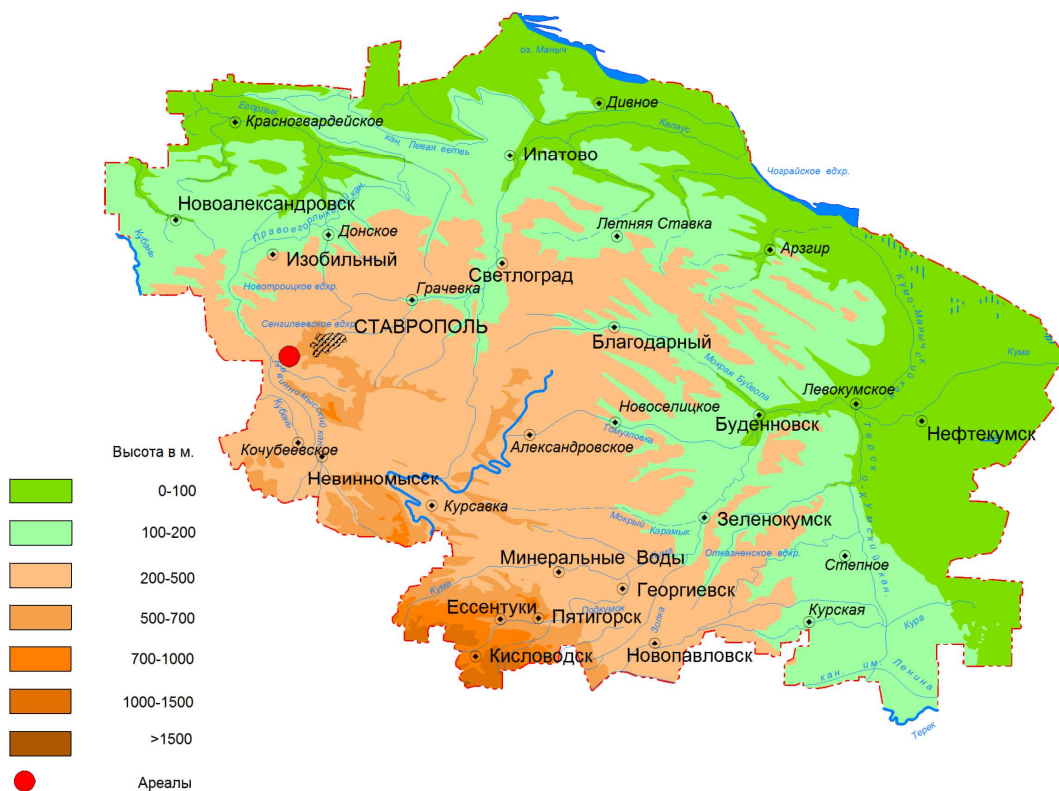 оз. Маныч
Дивное
Егорлык
Красногвардейское
Калаус
кан. Левая ветвь
Ипатово
Чограйское вдхр.
Новоалександровск
Правоегорлыкский кан.
Летняя Ставка
Кубань
Донское
Арзгир
Изобильный
Светлоград
Новотроицкое вдхр.
Грачевка
Кумо-Манычский
Сенгилеевское вдхр.
СТАВРОПОЛЬ
Благодарный
Кума
Мокрая Буйвола
Левокумское
Невинномысский кан.
Кубань
Новоселицкое
Буденновск
Нефтекумск
Томузловка
Кочубеевское
Александровское
Терско-Кумский кан.
Высота в м.
Невинномысск
0-100
Курсавка
Мокрый Карамык
Зеленокумск
100-200
Минеральные Воды
Кума
Отказненское вдхр.
Степное
200-500
Кума
Георгиевск
Ессентуки
Подкумок
Курская
500-700
Пятигорск
Золка
Кура
700-1000
Кисловодск
Новопавловск
кан. им. Ленина
1000-1500
Терек
>1500
Ареалы